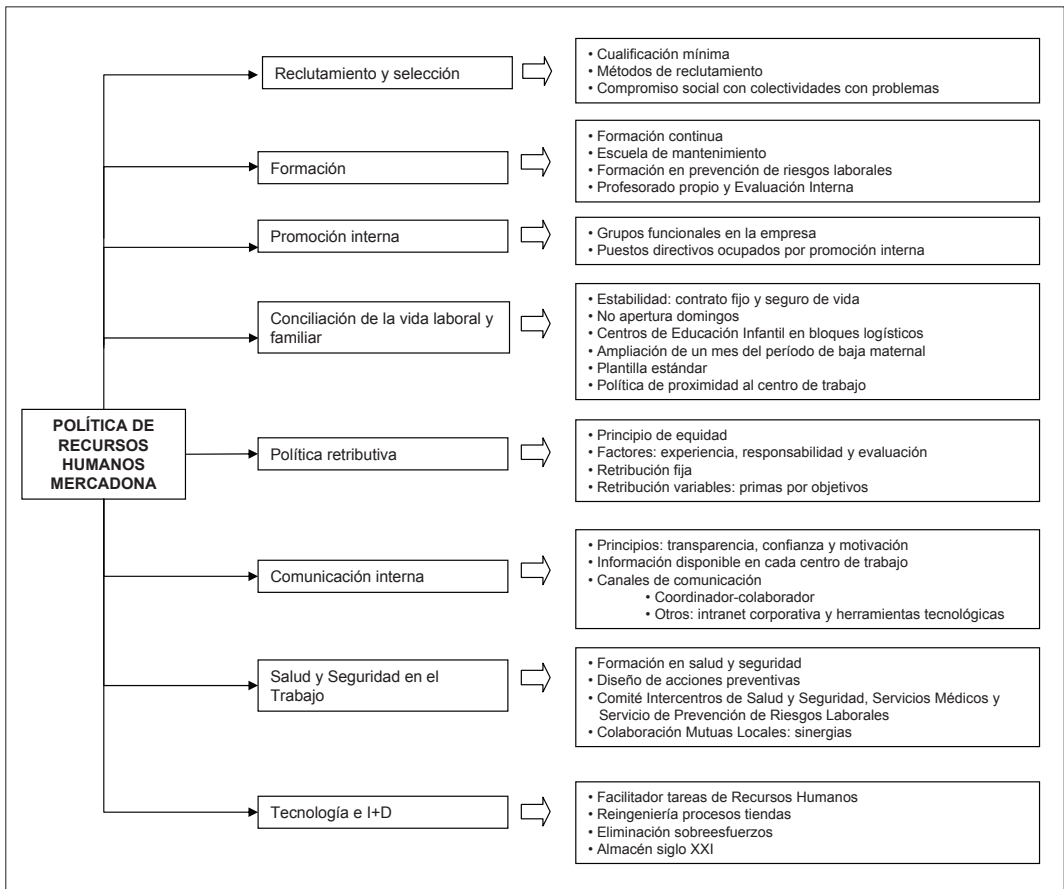 Reclutamiento y selección
• Cualificación mínima
• Métodos de reclutamiento
• Compromiso social con colectividades con problemas
Formación
• Formación continua
• Escuela de mantenimiento
• Formación en prevención de riesgos laborales
• Profesorado propio y Evaluación Interna
Promoción interna
• Grupos funcionales en la empresa
• Puestos directivos ocupados por promoción interna
Conciliación de la vida laboral y
familiar
• Estabilidad: contrato fijo y seguro de vida
• No apertura domingos
• Centros de Educación Infantil en bloques logísticos
• Ampliación de un mes del período de baja maternal
• Plantilla estándar
• Política de proximidad al centro de trabajo
POLÍTICA DE
RECURSOS
HUMANOS
MERCADONA
Política retributiva
• Principio de equidad
• Factores: experiencia, responsabilidad y evaluación
• Retribución fija
• Retribución variables: primas por objetivos
Comunicación interna
• Principios: transparencia, confianza y motivación
• Información disponible en cada centro de trabajo
• Canales de comunicación
• Coordinador-colaborador
• Otros: intranet corporativa y herramientas tecnológicas
Salud y Seguridad en el
Trabajo
• Formación en salud y seguridad
• Diseño de acciones preventivas
• Comité Intercentros de Salud y Seguridad, Servicios Médicos y
Servicio de Prevención de Riesgos Laborales
• Colaboración Mutuas Locales: sinergias
Tecnología e I+D
• Facilitador tareas de Recursos Humanos
• Reingeniería procesos tiendas
• Eliminación sobreesfuerzos
• Almacén siglo XXI